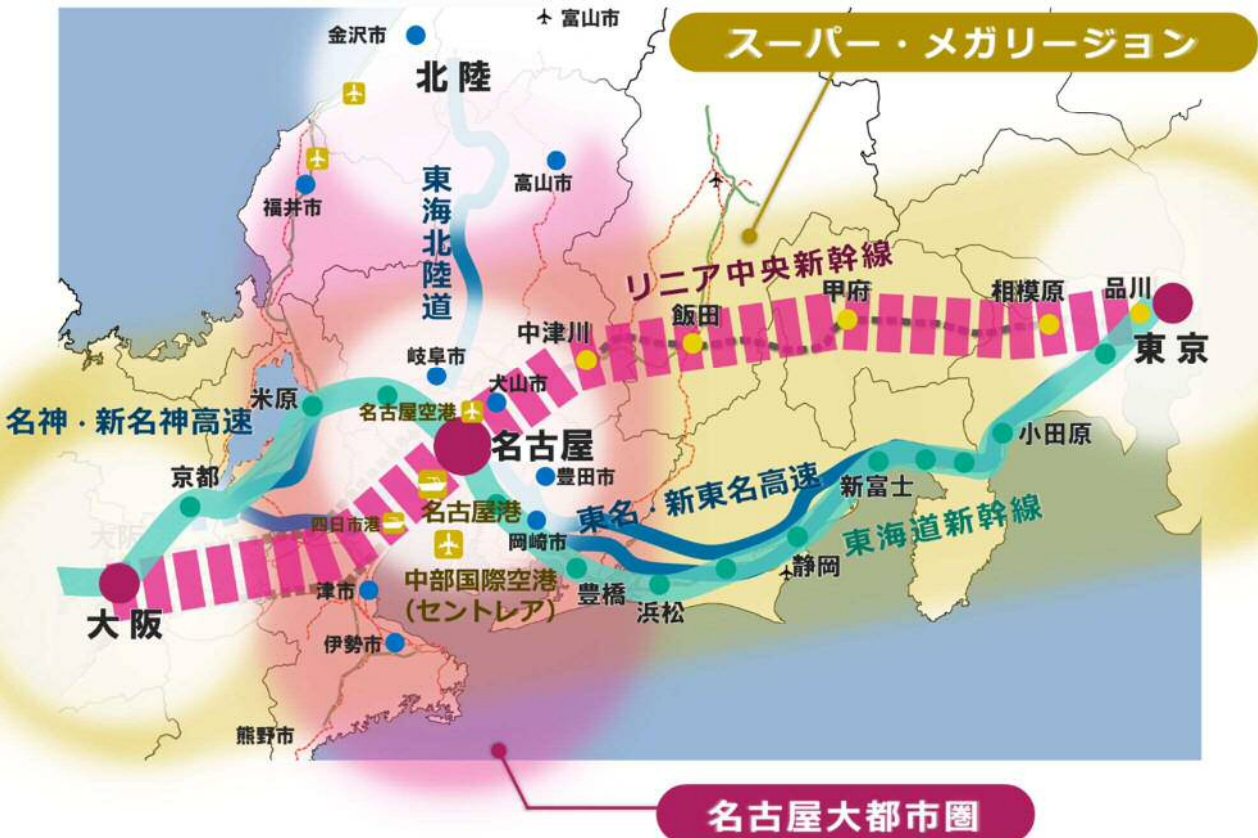 スーパー・メガリージョン
富山市
金沢市
北陸
高山市
福井市
東海北陸道
リニア中央新幹線
品川
東京
相模原
甲府
飯田
中津川
岐阜市
犬山市
米原
名古屋空港
名神・新名神高速
名古屋
京都
豊田市
小田原
新富士
東名・新東名高速
東海道新幹線
四日市港
名古屋港
岡崎市
大阪
静岡
豊橋
浜松
中部国際空港
(セントレア)
津市
大阪
伊勢市
熊野市
名古屋大都市圏